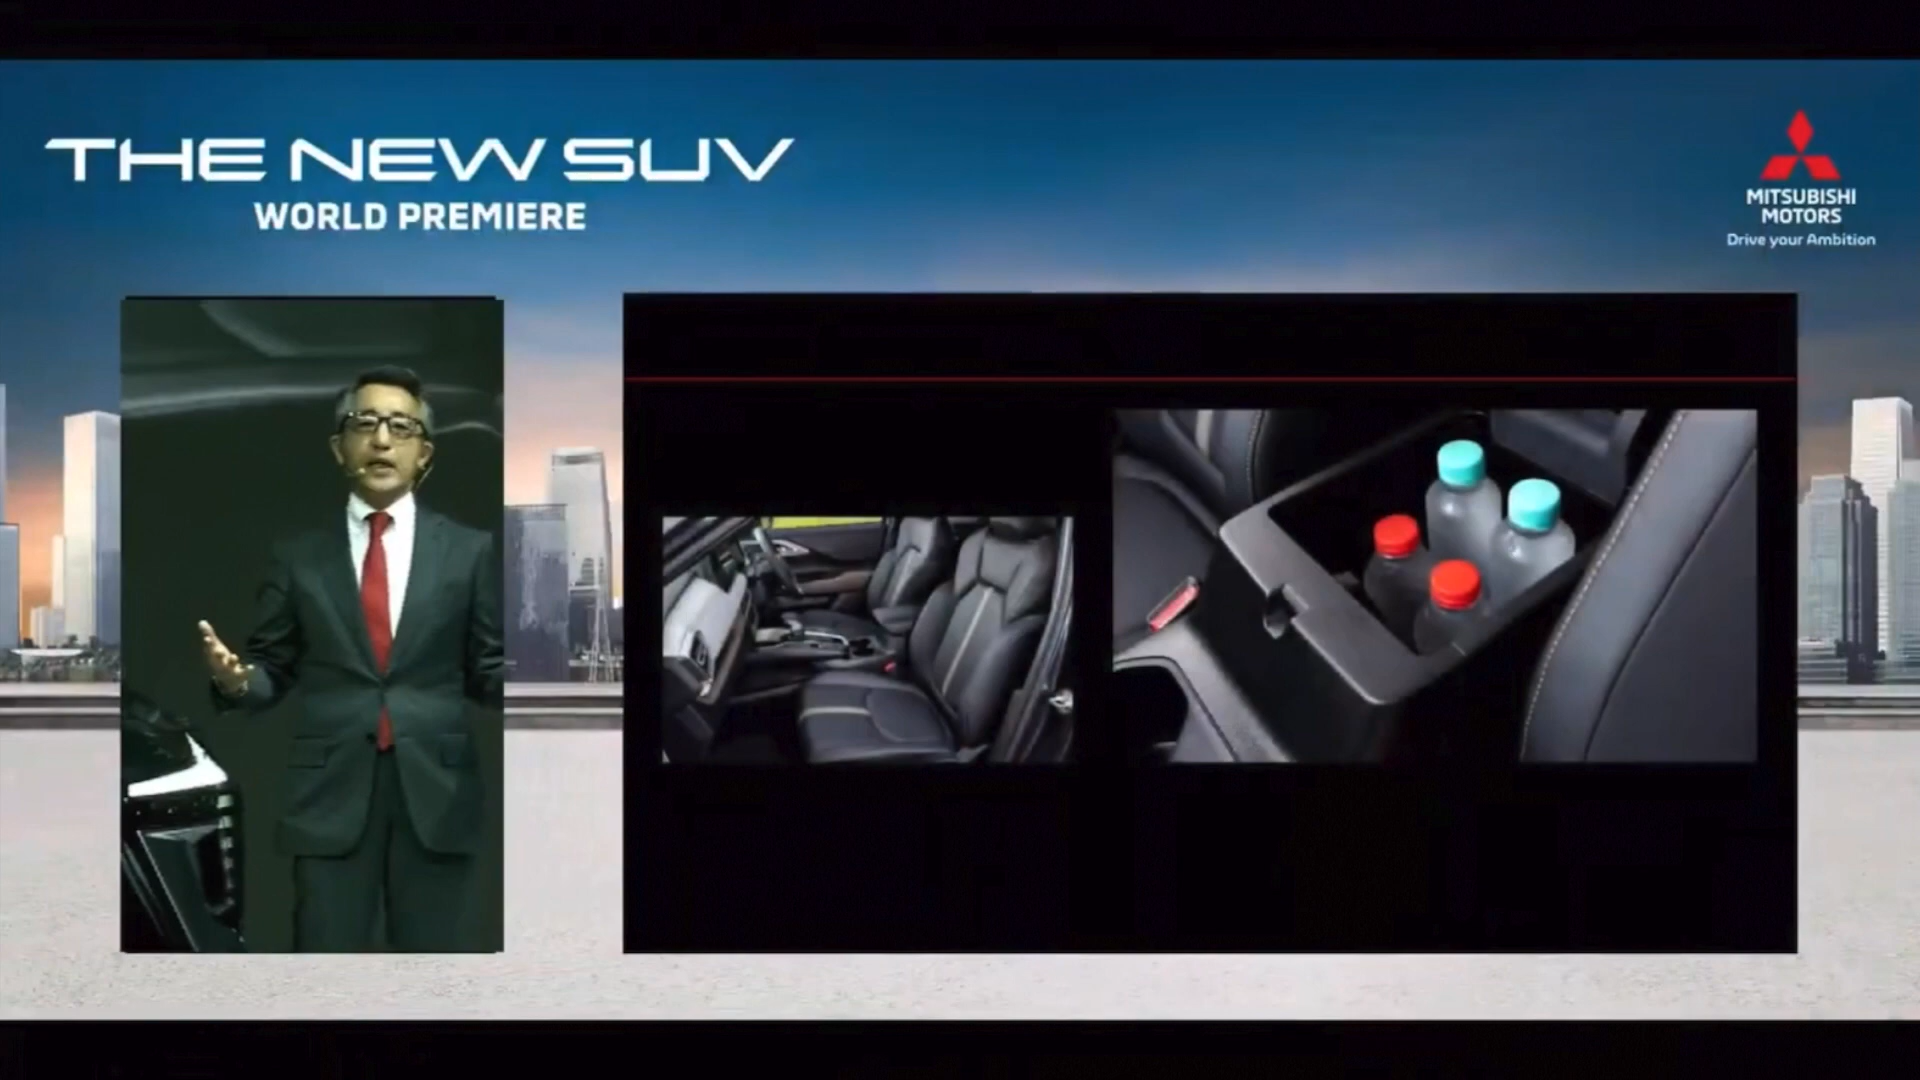 THE NEW SUV
WORLD PREMIERE
MITSUBISHI
MOTORS
Drive your Ambition